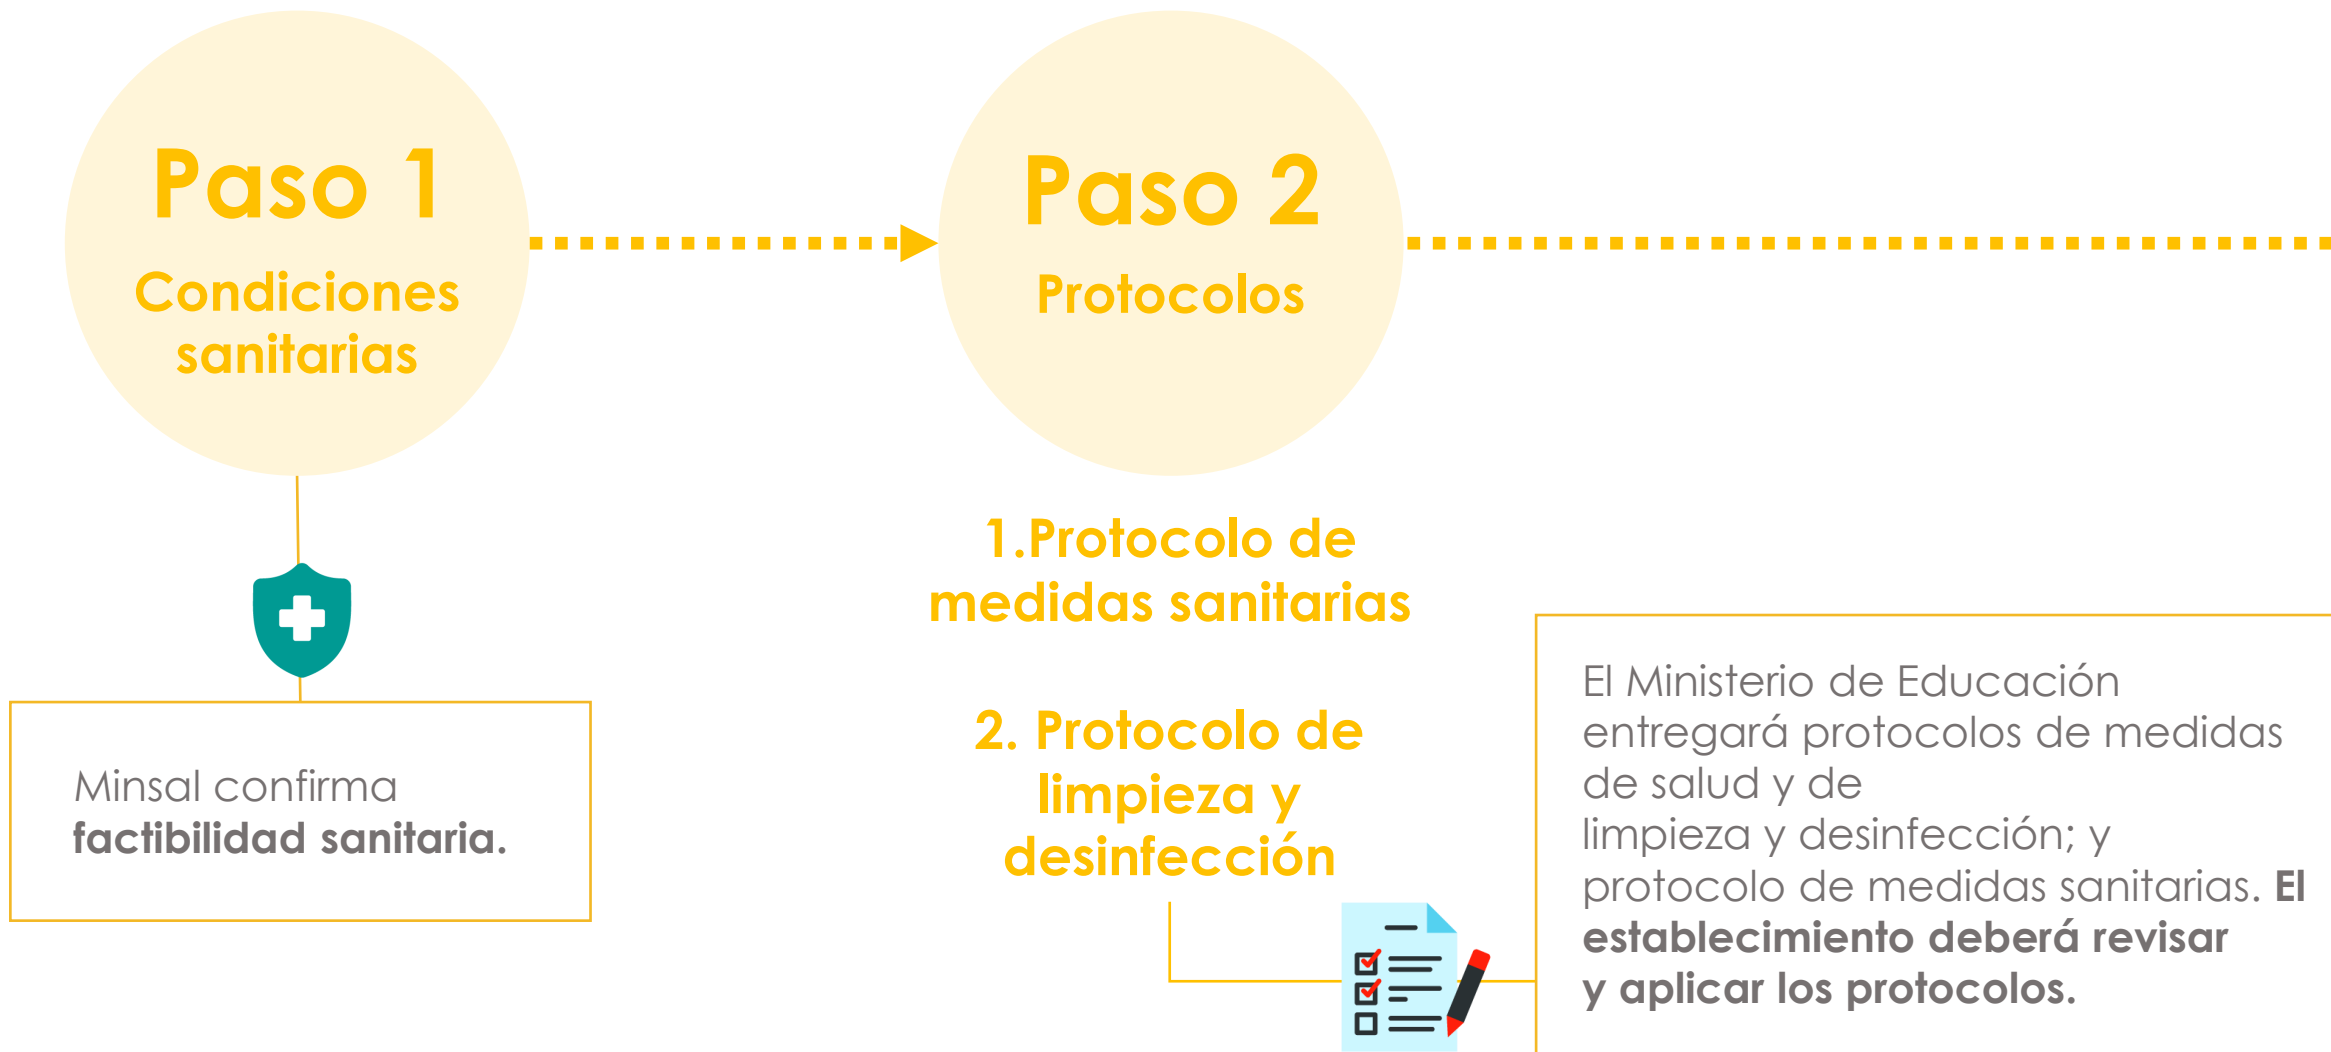 Paso 1
Condiciones
sanitarias
Minsal confirma
factibilidad sanitaria.
Paso 2
Protocolos
1.Protocolo de
medidas sanitarias
2. Protocolo de
limpieza y
desinfección
El Ministerio de Educación
entregará protocolos de medidas
de salud y de
limpieza y desinfección; y
protocolo de medidas sanitarias. El
establecimiento deberá revisar
y aplicar los protocolos.